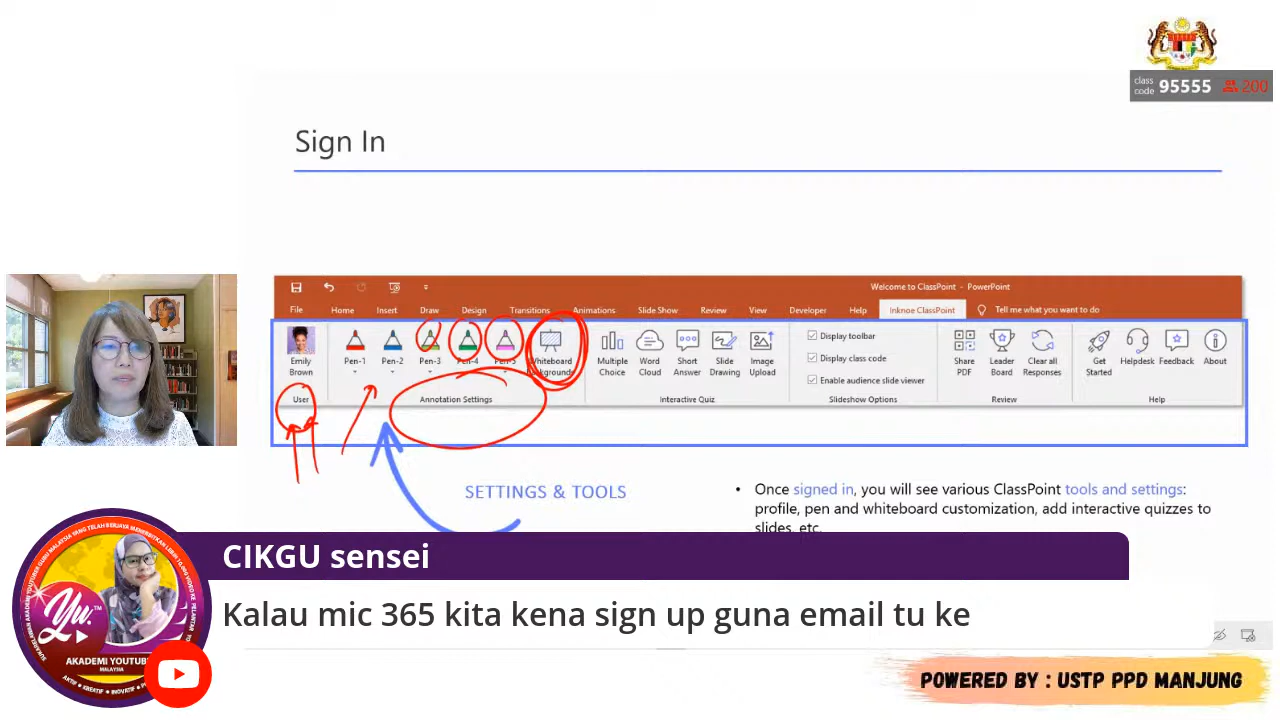 class
code 95555 200
Sign In
Welcome to ClassPoint - PowerPoint
File Home Insert Draw Design Transitions Animations Slide Show Review View Developer Help Inknoe ClassPoint Tell me what you want to do
Emily
Brown
Pen-1 Pen-2 Pen-3 Pen-4 Pen-5
Whiteboard
Backgrounds
Multiple
Choice
Word
Cloud
Short
Answer
Slide
Drawing
Image
Upload
Display toolbar
Display class code
Enable audience slide viewer
Share
PDF
Leader
Board
Clear all
Responses
Get
Started
Helpdesk Feedback About
User Annotation Settings Interactive Quiz Slideshow Options Review Help
SETTINGS & TOOLS
• Once signed in, you will see various ClassPoint tools and settings:
profile, pen and whiteboard customization, add interactive quizzes to
slides, etc.
CIKGU sensei
Kalau mic 365 kita kena sign up guna email tu ke
Yu.™
AKADEMI YOUTUBE
MALAYSIA
AKTIF • KREATIF • INOVATIF
POWERED BY : USTP PPD MANJUNG